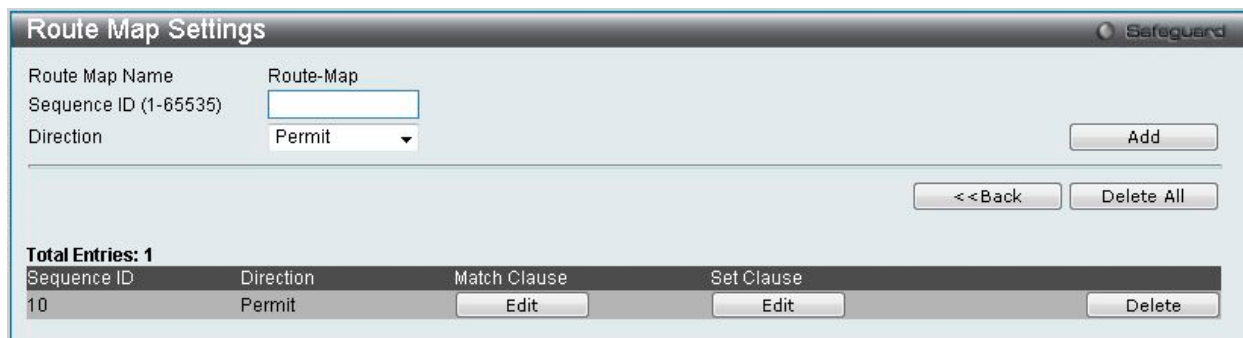 Route Map Settings
Safeguard
Route Map Name Route-Map
Sequence ID (1-65535)
Direction Permit Add
<<Back Delete All
Total Entries: 1
Sequence ID Direction Match Clause Set Clause
10 Permit Edit Edit Delete